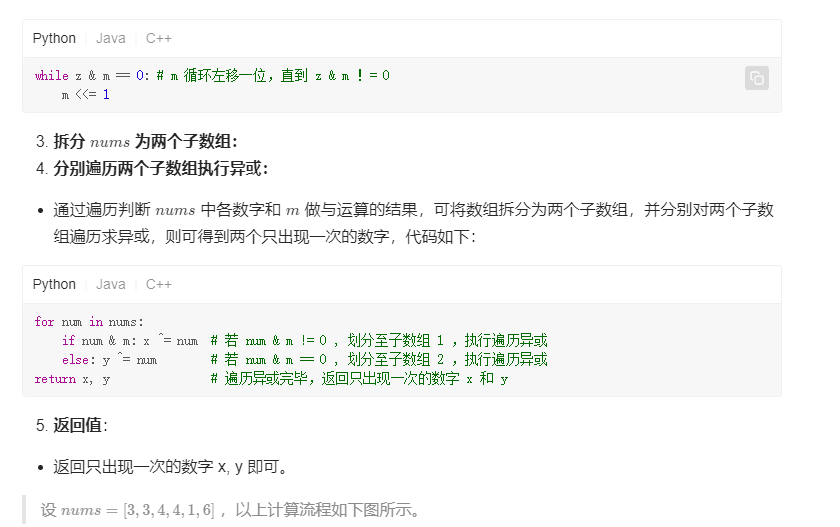 Python Java C++
while z & m == 0: # m 循环左移一位，直到 z & m != 0
m <<= 1
3. 拆分 nums 为两个子数组：
4. 分别遍历两个子数组执行异或：
• 通过遍历判断 nums 中各数字和 m 做与运算的结果，可将数组拆分为两个子数组，并分别对两个子数
组遍历求异或，则可得到两个只出现一次的数字，代码如下：
Python Java C++
for num in nums:
if num & m: x ^= num # 若 num & m != 0 ，划分至子数组 1 ，执行遍历异或
else: y ^= num # 若 num & m == 0 ，划分至子数组 2 ，执行遍历异或
return x, y # 遍历异或完毕，返回只出现一次的数字 x 和 y
5. 返回值：
• 返回只出现一次的数字 x, y 即可。
设 nums = [3,3,4,4,1,6] ，以上计算流程如下图所示。